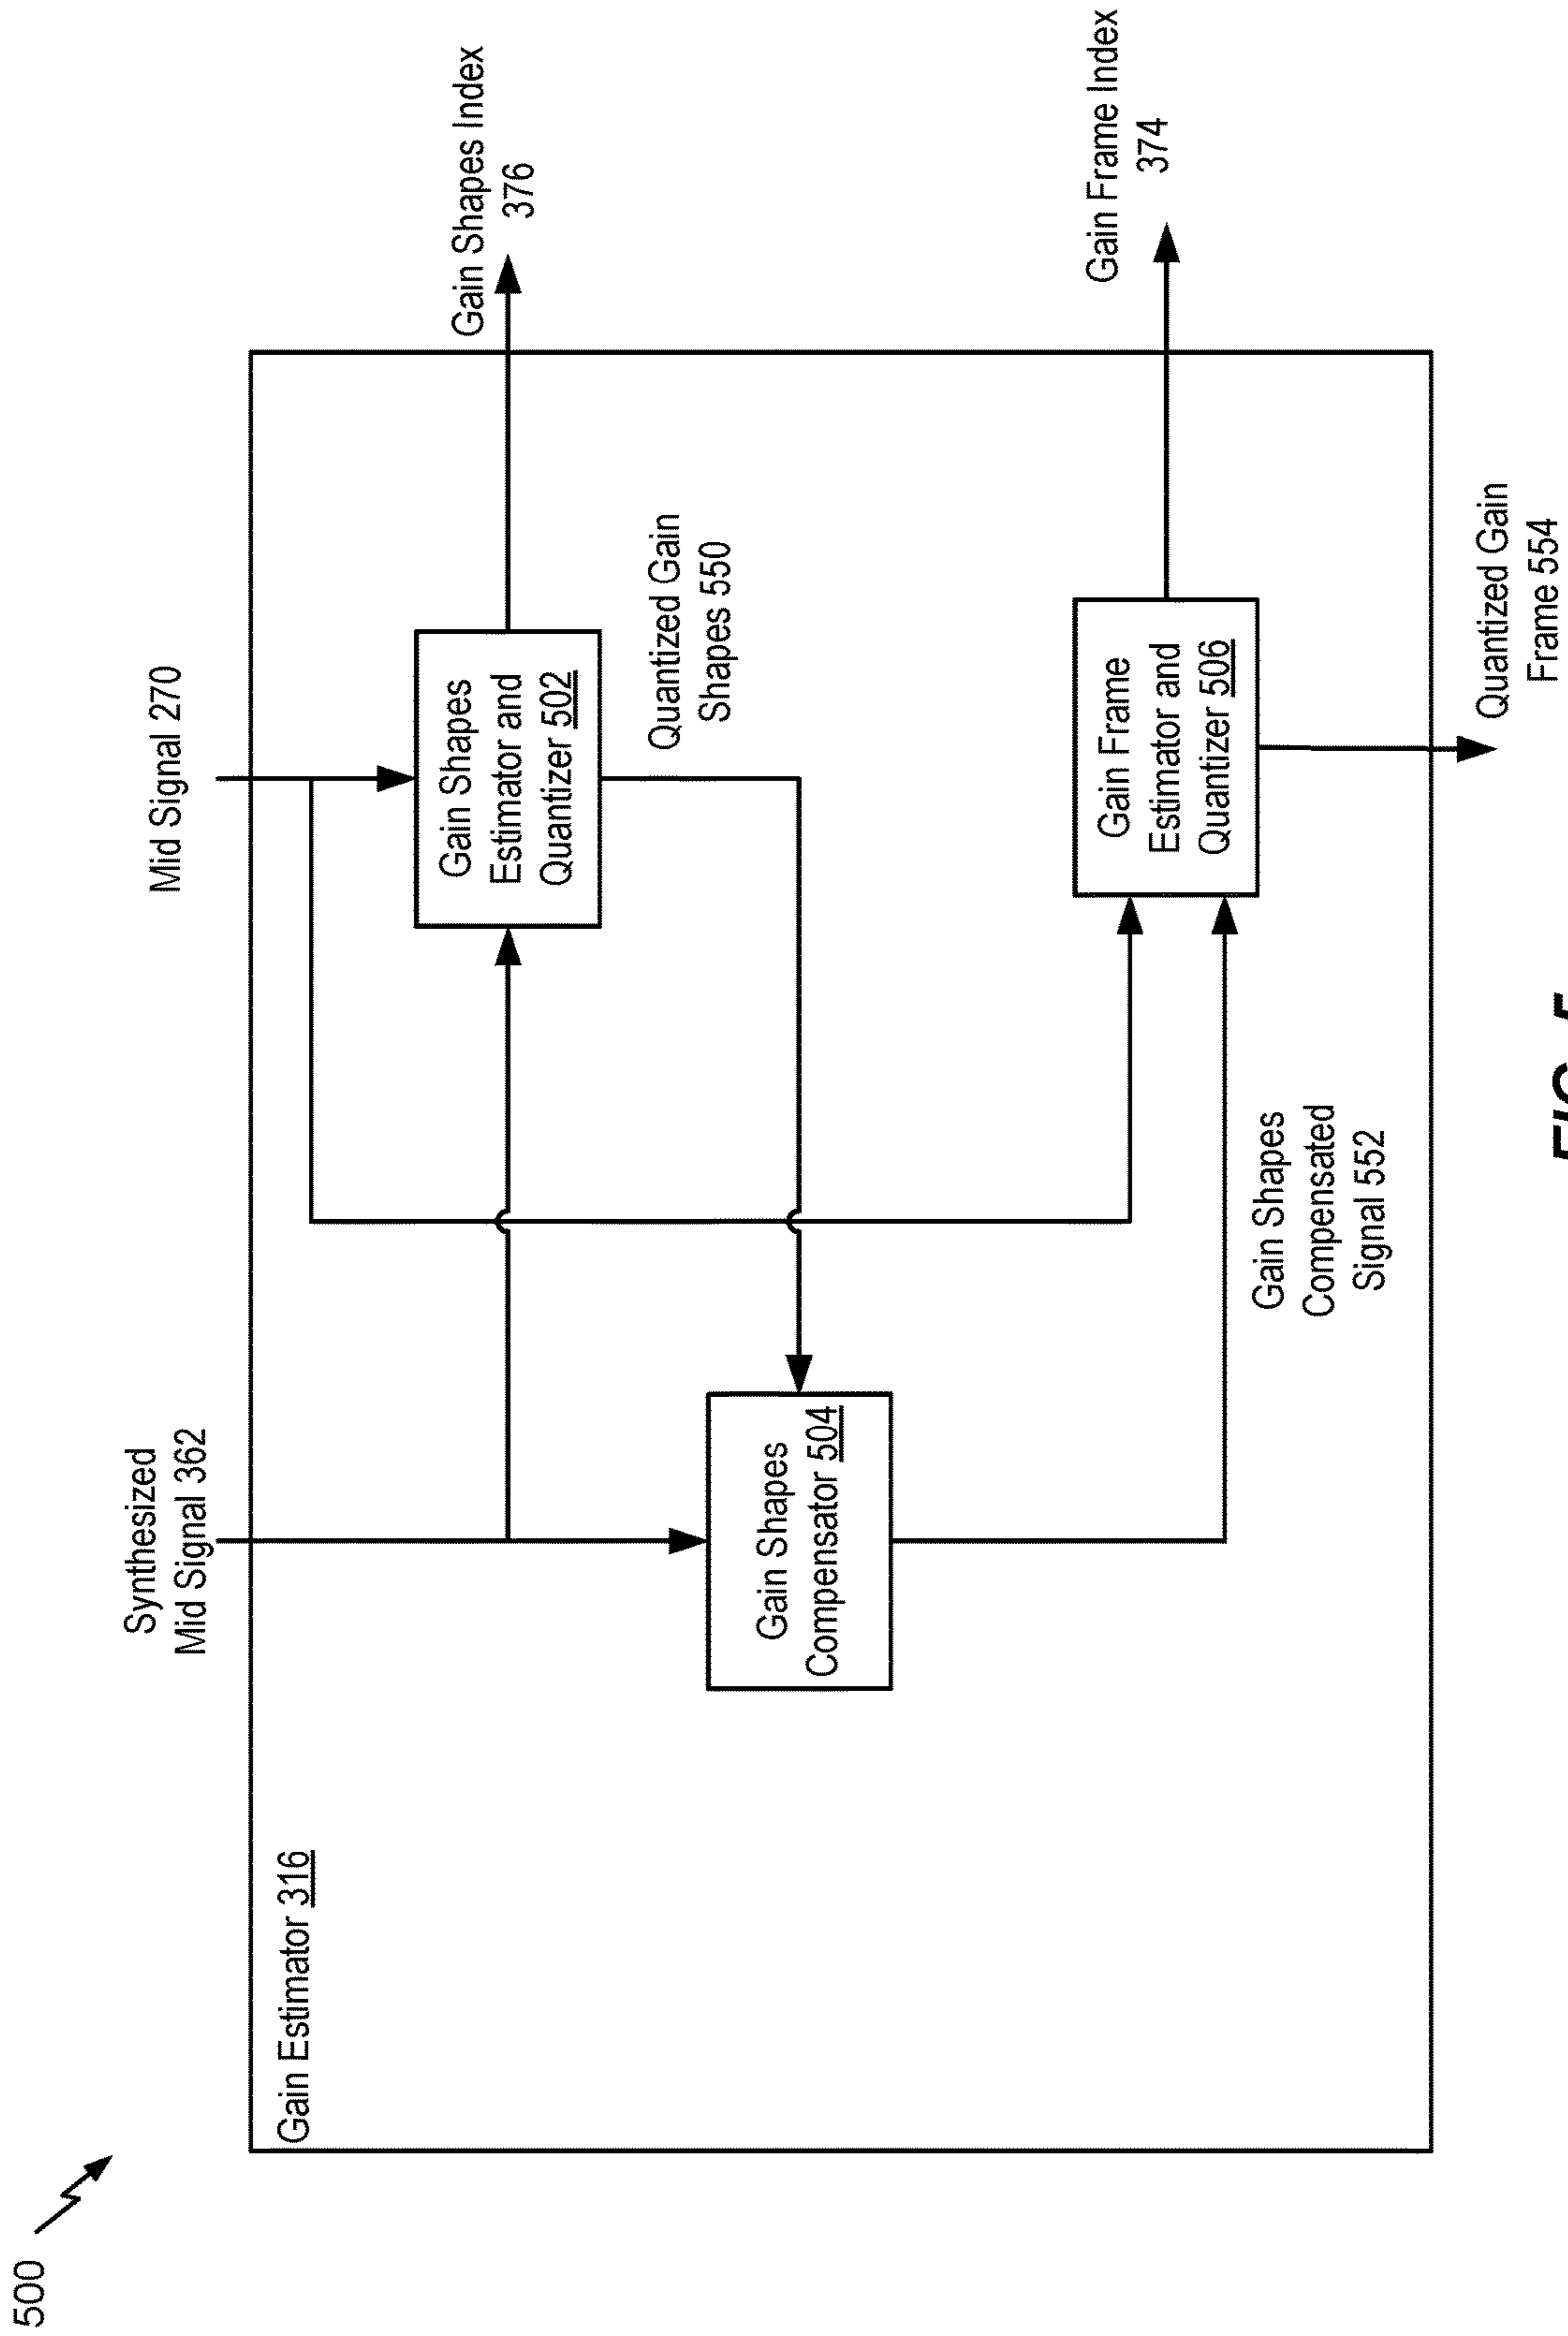 500
Gain Estimator 316
Synthesized
Mid Signal 362
Mid Signal 270
Gain Shapes
Estimator and
Quantizer 502
Gain Shapes Index
376
Quantized Gain
Shapes 550
Gain Shapes
Compensator 504
Gain Frame
Estimator and
Quantizer 506
Gain Frame Index
374
Gain Shapes
Compensated
Signal 552
Quantized Gain
Frame 554
FIG. 5